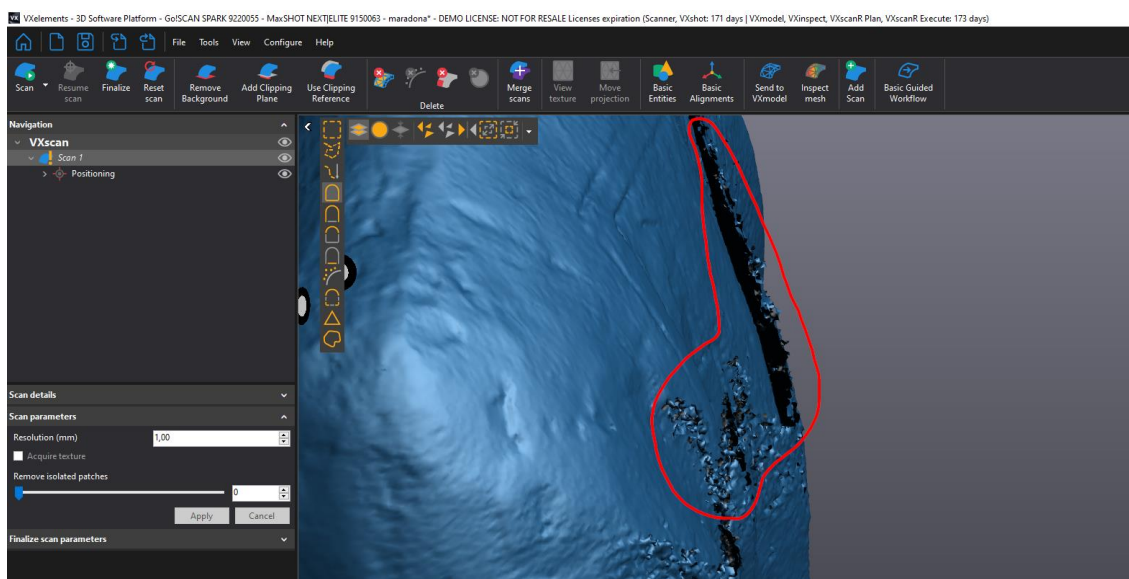 VXelements - 3D Software Platform - Go!SCAN SPARK 9220055 - MaxSHOT NEXT|ELITE 9150063 - maradona* - DEMO LICENSE: NOT FOR RESALE Licenses expiration (Scanner, VXshot: 171 days | VXmodel, VXinspect, VXscanR Plan, VXscanR Execute: 173 days)
File Tools View Configure Help
Scan
Resume scan
Finalize
Reset scan
Remove Background
Add Clipping Plane
Use Clipping Reference
Delete
Merge scans
View texture
Move projection
Basic Entities
Basic Alignments
Send to VXmodel
Inspect mesh
Add Scan
Basic Guided Workflow
Navigation
VXscan
Scan 1
Positioning
Scan details
Scan parameters
Resolution (mm) 1,00
Acquire texture
Remove isolated patches
0
Apply Cancel
Finalize scan parameters